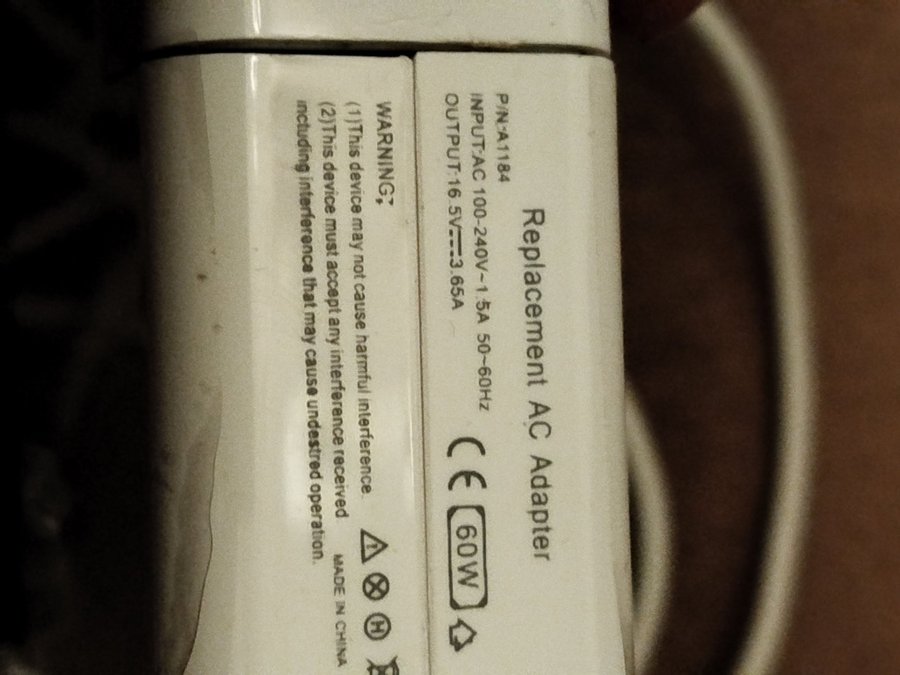 Replacement AC Adapter
P/N:A1184
INPUT:AC 100-240V~1.5A 50~60Hz
OUTPUT:16.5V⎓3.65A
CE 60W
WARNING:
(1)This device may not cause harmful interference.
(2)This device must accept any interference received
including interference that may cause undestred operation.
MADE IN CHINA